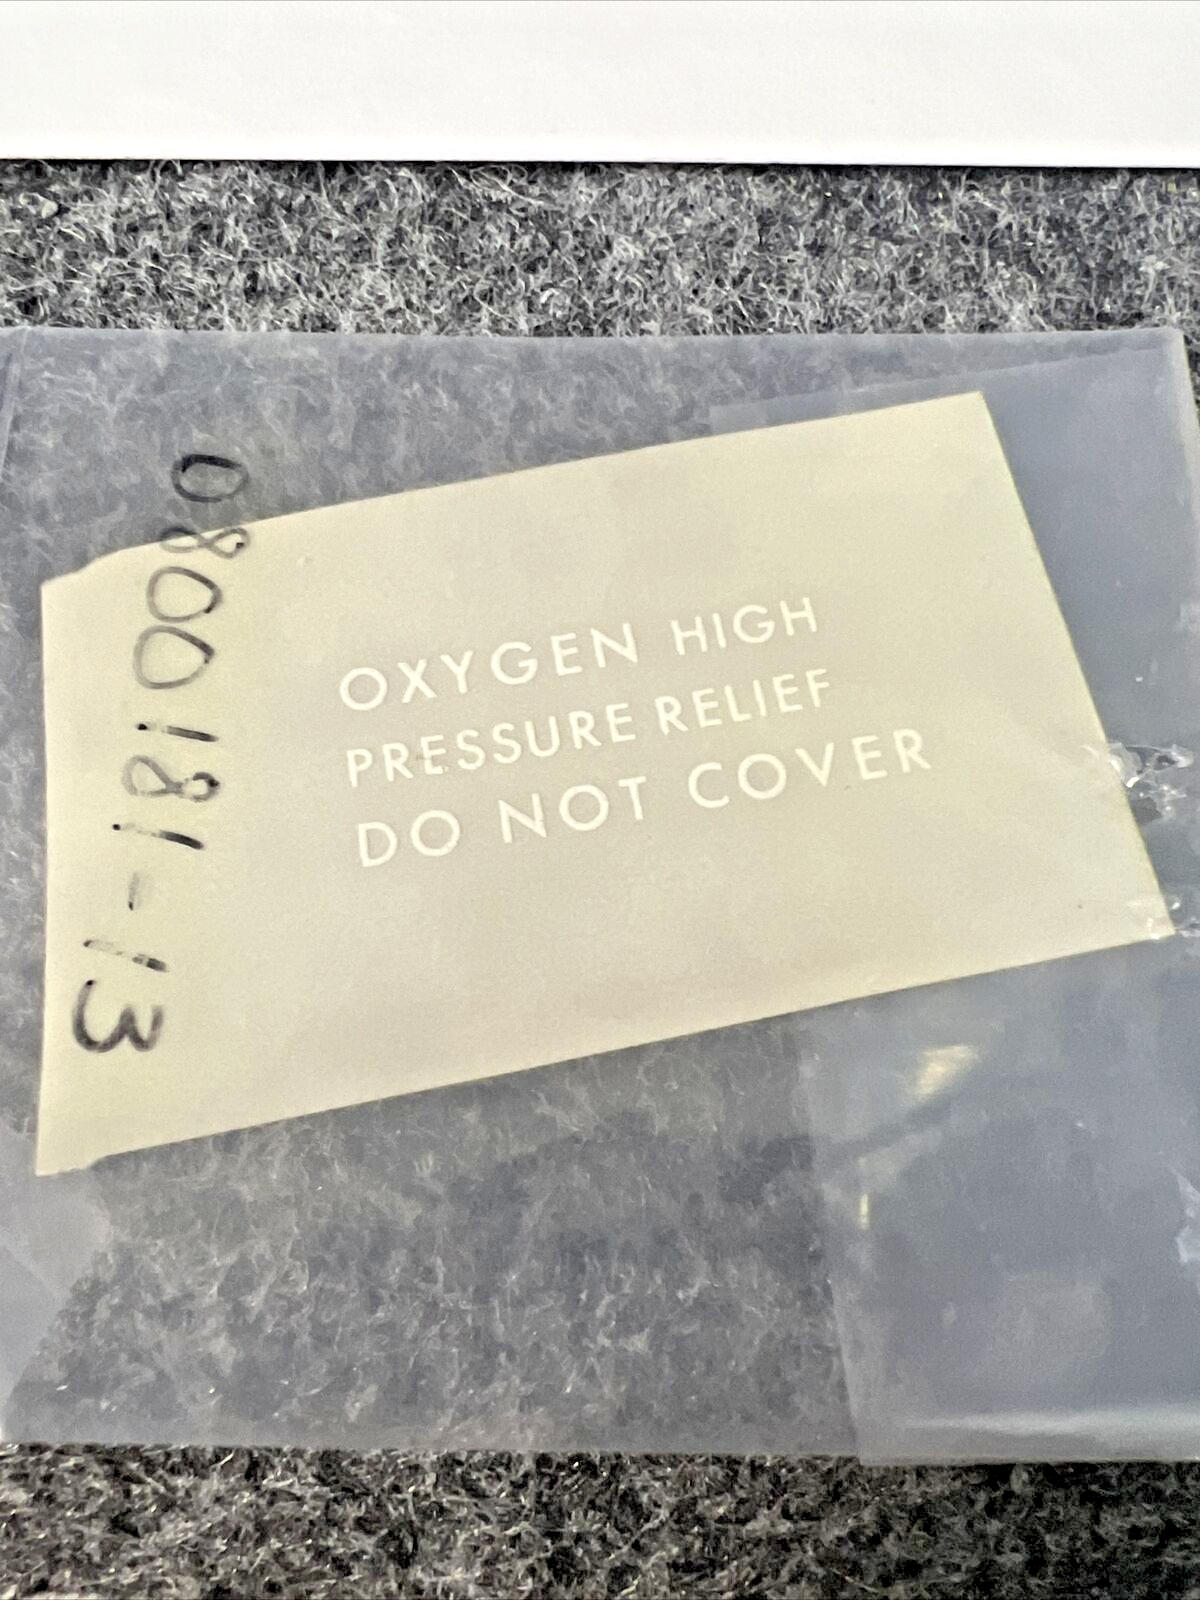 OXYGEN HIGH
PRESSURE RELIEF
DO NOT COVER
0800181-13